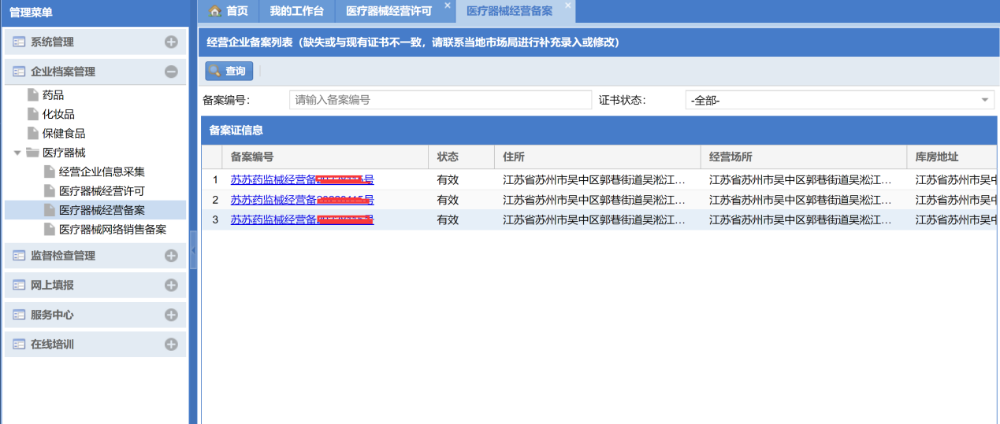 管理菜单
首页 我的工作台 医疗器械经营许可 医疗器械经营备案
系统管理
企业档案管理
药品
化妆品
保健食品
医疗器械
经营企业信息采集
医疗器械经营许可
医疗器械经营备案
医疗器械网络销售备案
监督检查管理
网上填报
服务中心
在线培训
经营企业备案列表（缺失或与现有证书不一致，请联系当地市场局进行补充录入或修改）
查询
备案编号： 请输入备案编号 证书状态： -全部-
备案证信息
备案编号 状态 住所 经营场所 库房地址
1 苏苏药监械经营备 号 有效 江苏省苏州市吴中区郭巷街道吴淞江... 江苏省苏州市吴中区郭巷街道吴淞江... 江苏省苏州市吴中
2 苏苏药监械经营备 号 有效 江苏省苏州市吴中区郭巷街道吴淞江... 江苏省苏州市吴中区郭巷街道吴淞江... 江苏省苏州市吴中
3 苏苏药监械经营备 号 有效 江苏省苏州市吴中区郭巷街道吴淞江... 江苏省苏州市吴中区郭巷街道吴淞江... 江苏省苏州市吴中